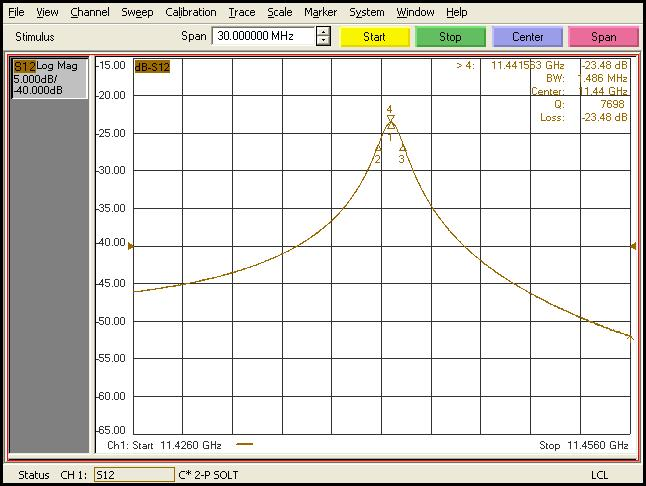 File View Channel Sweep Calibration Trace Scale Marker System Window Help
Stimulus Span 30.000000 MHz Start Stop Center Span
S12 Log Mag
5.000dB/
-40.000dB
dB-S12
-15.00
-20.00
-25.00
-30.00
-35.00
-40.00
-45.00
-50.00
-55.00
-60.00
-65.00
> 4: 11.441563 GHz -23.48 dB
BW: 1.486 MHz
Center: 11.44 GHz
Q: 7698
Loss: -23.48 dB
4
1
2
3
Ch1: Start 11.4260 GHz
Stop 11.4560 GHz
Status CH 1: S12 C* 2-P SOLT LCL